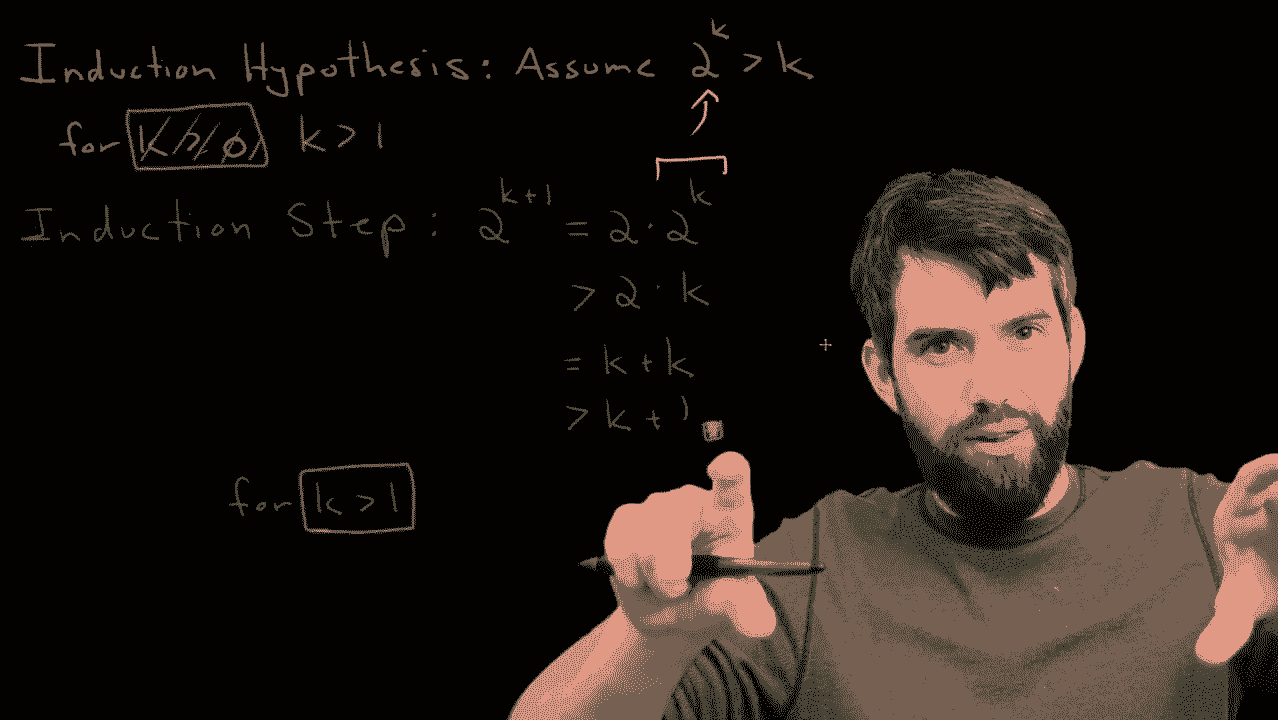 Induction Hypothesis: Assume 2^k > k
for k > 1
Induction Step: 2^{k+1} = 2 · 2^k
> 2 · k
= k + k
> k + 1
for k > 1